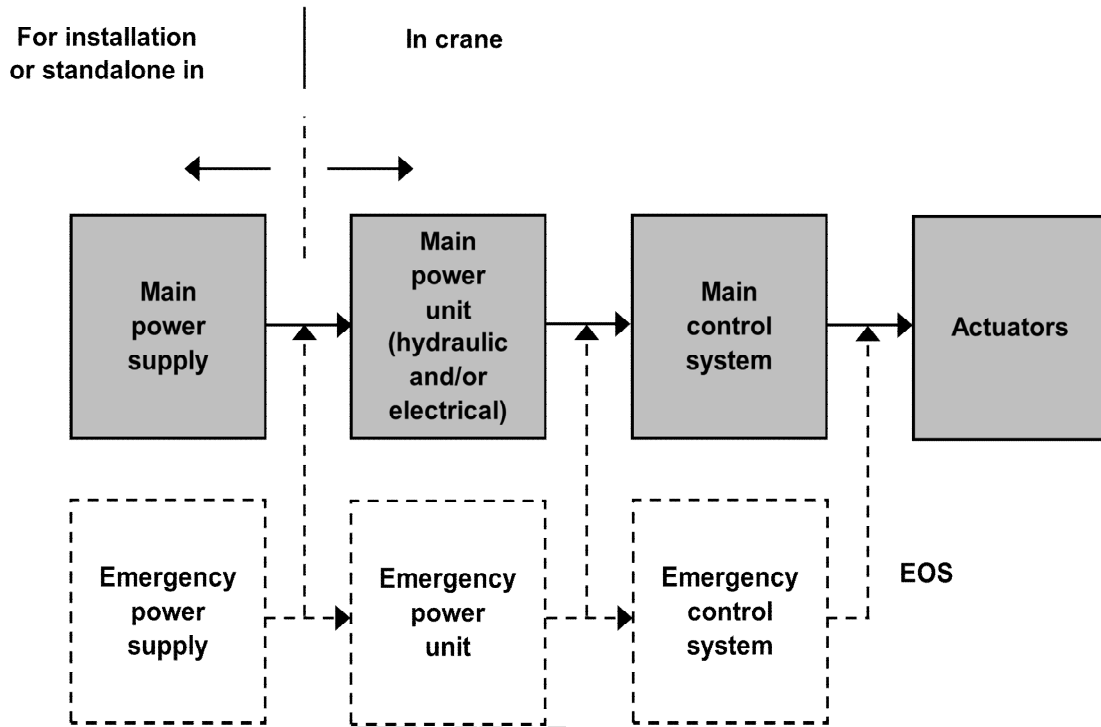 For installation
or standalone in
In crane
Main
power
supply
Main
power
unit
(hydraulic
and/or
electrical)
Main
control
system
Actuators
Emergency
power
supply
Emergency
power
unit
Emergency
control
system
EOS